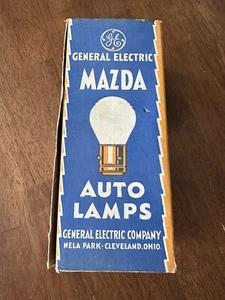 GE
GENERAL ELECTRIC
MAZDA
AUTO
LAMPS
GENERAL ELECTRIC COMPANY
NELA PARK-CLEVELAND, OHIO